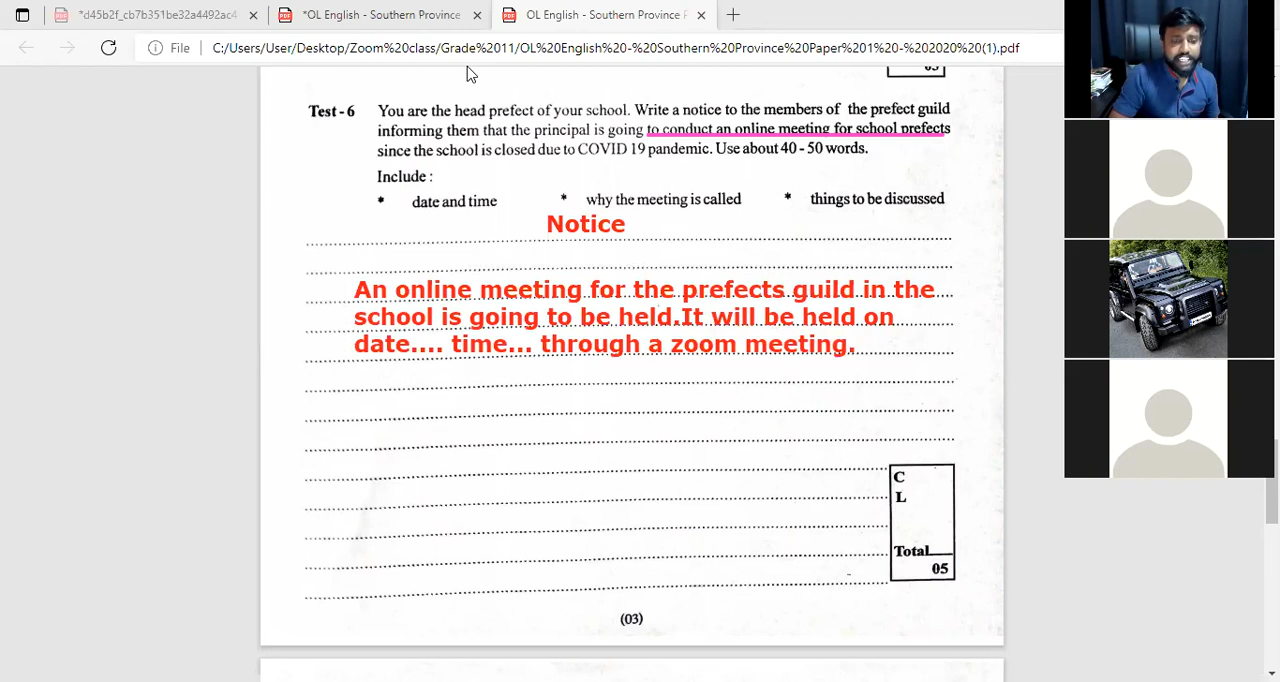 *d45b2f_cb7b351be32a4492ac4
*OL English - Southern Province
OL English - Southern Province P
File
C:/Users/User/Desktop/Zoom%20class/Grade%2011/OL%20English%20-%20Southern%20Province%20Paper%201%20-%202020%20(1).pdf
05
Test - 6 You are the head prefect of your school. Write a notice to the members of the prefect guild
informing them that the principal is going to conduct an online meeting for school prefects
since the school is closed due to COVID 19 pandemic. Use about 40 - 50 words.
Include :
* date and time * why the meeting is called * things to be discussed
Notice
An online meeting for the prefects guild in the
school is going to be held.It will be held on
date.... time... through a zoom meeting.
C
L
Total
05
(03)